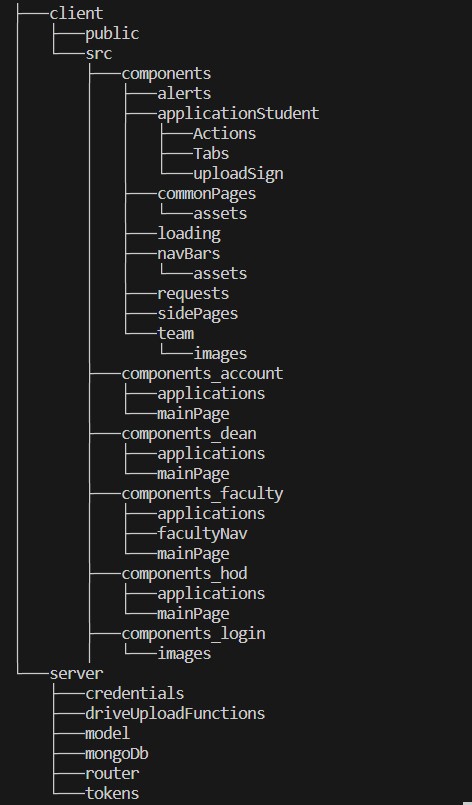 client
public
src
components
alerts
applicationStudent
Actions
Tabs
uploadSign
commonPages
assets
loading
navBars
assets
requests
sidePages
team
images
components_account
applications
mainPage
components_dean
applications
mainPage
components_faculty
applications
facultyNav
mainPage
components_hod
applications
mainPage
components_login
images
server
credentials
driveUploadFunctions
model
mongoDb
router
tokens